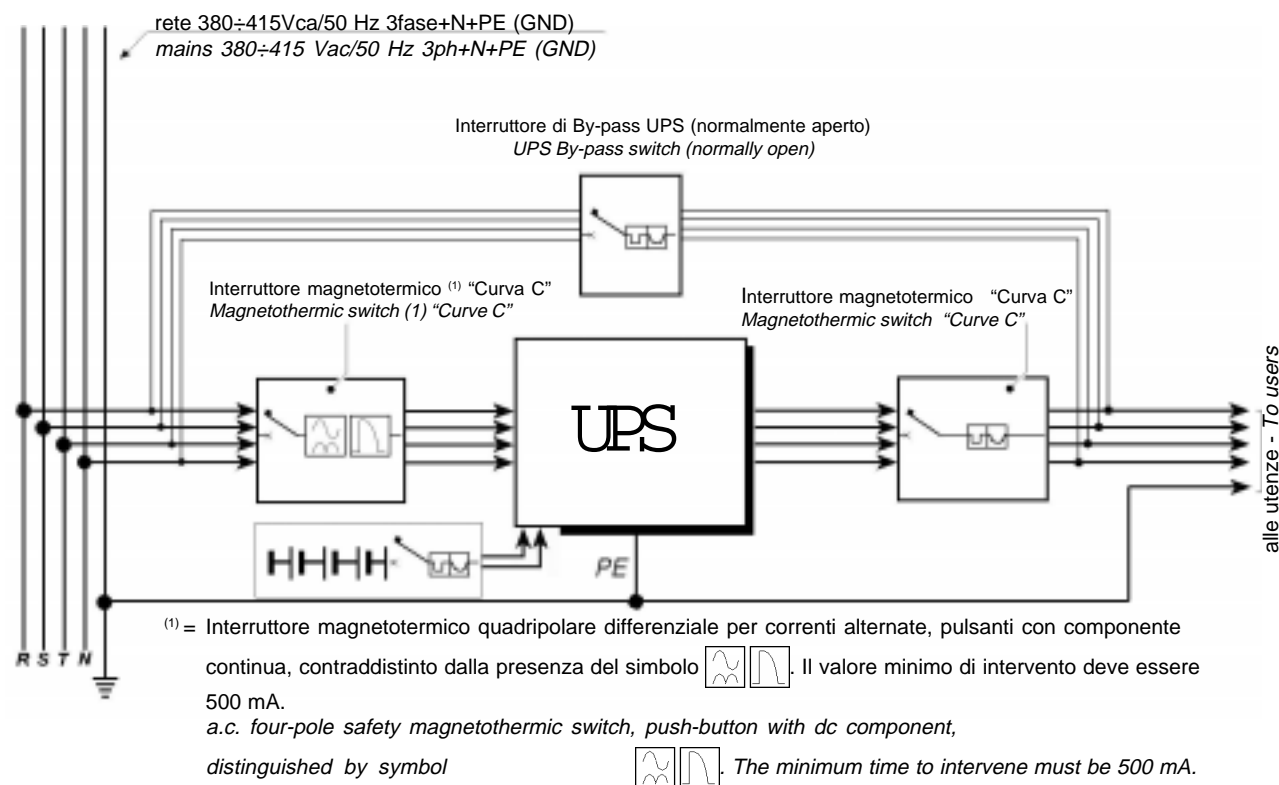 rete 380÷415Vca/50 Hz 3fase+N+PE (GND)
mains 380÷415 Vac/50 Hz 3ph+N+PE (GND)
Interruttore di By-pass UPS (normalmente aperto)
UPS By-pass switch (normally open)
Interruttore magnetotermico (1) “Curva C”
Magnetothermic switch (1) “Curve C”
Interruttore magnetotermico “Curva C”
Magnetothermic switch “Curve C”
UPS
alle utenze - To users
PE
R S T N
(1) = Interruttore magnetotermico quadripolare differenziale per correnti alternate, pulsanti con componente
continua, contraddistinto dalla presenza del simbolo . Il valore minimo di intervento deve essere
500 mA.
a.c. four-pole safety magnetothermic switch, push-button with dc component,
distinguished by symbol . The minimum time to intervene must be 500 mA.